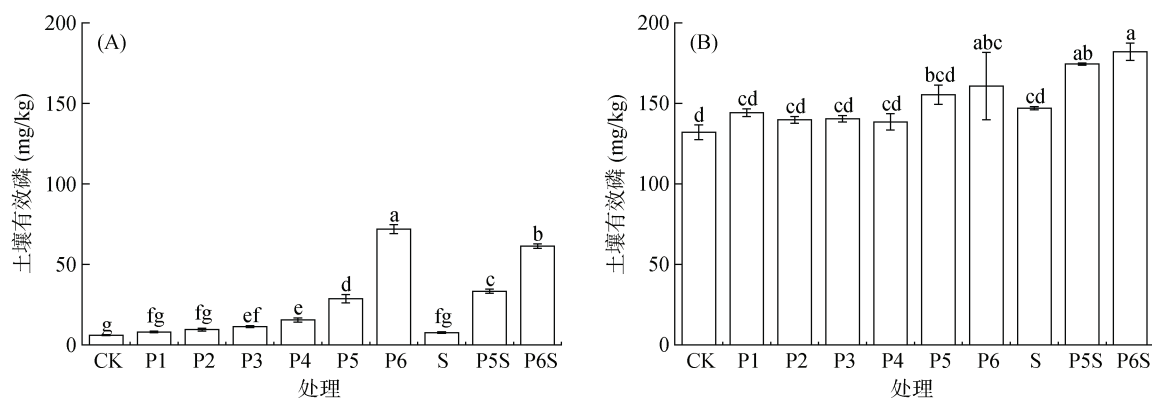 (A)
土壤有效磷 (mg/kg)
200
150
100
50
0
g fg fg ef e d a fg c b
CK P1 P2 P3 P4 P5 P6 S P5S P6S
处理
(B)
土壤有效磷 (mg/kg)
200
150
100
50
0
d cd cd cd cd bcd abc cd ab a
CK P1 P2 P3 P4 P5 P6 S P5S P6S
处理